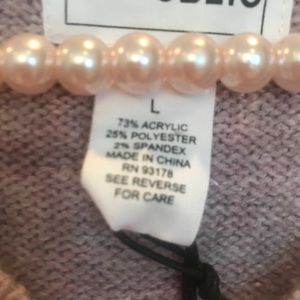 L
73% ACRYLIC
25% POLYESTER
2% SPANDEX
MADE IN CHINA
RN 93178
SEE REVERSE
FOR CARE